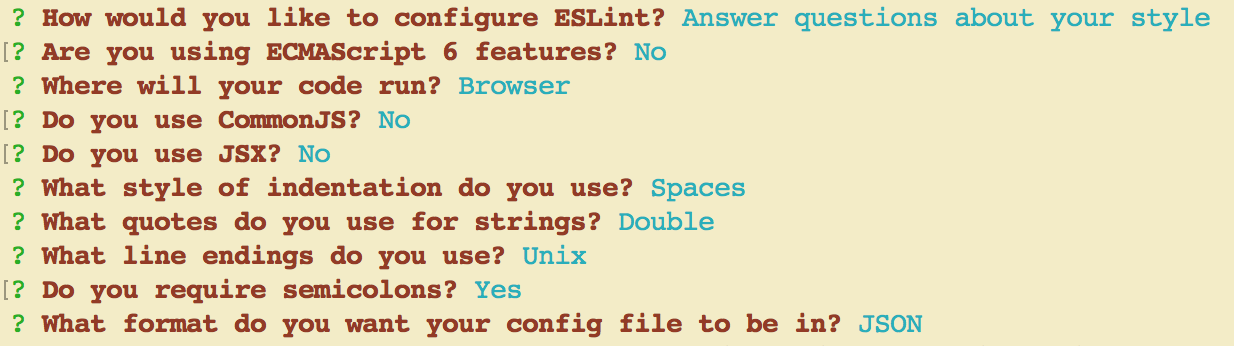 ? How would you like to configure ESLint? Answer questions about your style
[? Are you using ECMAScript 6 features? No
? Where will your code run? Browser
[? Do you use CommonJS? No
[? Do you use JSX? No
? What style of indentation do you use? Spaces
? What quotes do you use for strings? Double
? What line endings do you use? Unix
[? Do you require semicolons? Yes
? What format do you want your config file to be in? JSON